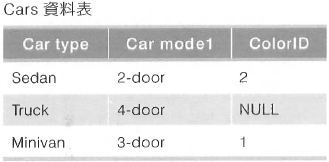 Cars 資料表
Car type Car mode1 ColorID
Sedan 2-door 2
Truck 4-door NULL
Minivan 3-door 1